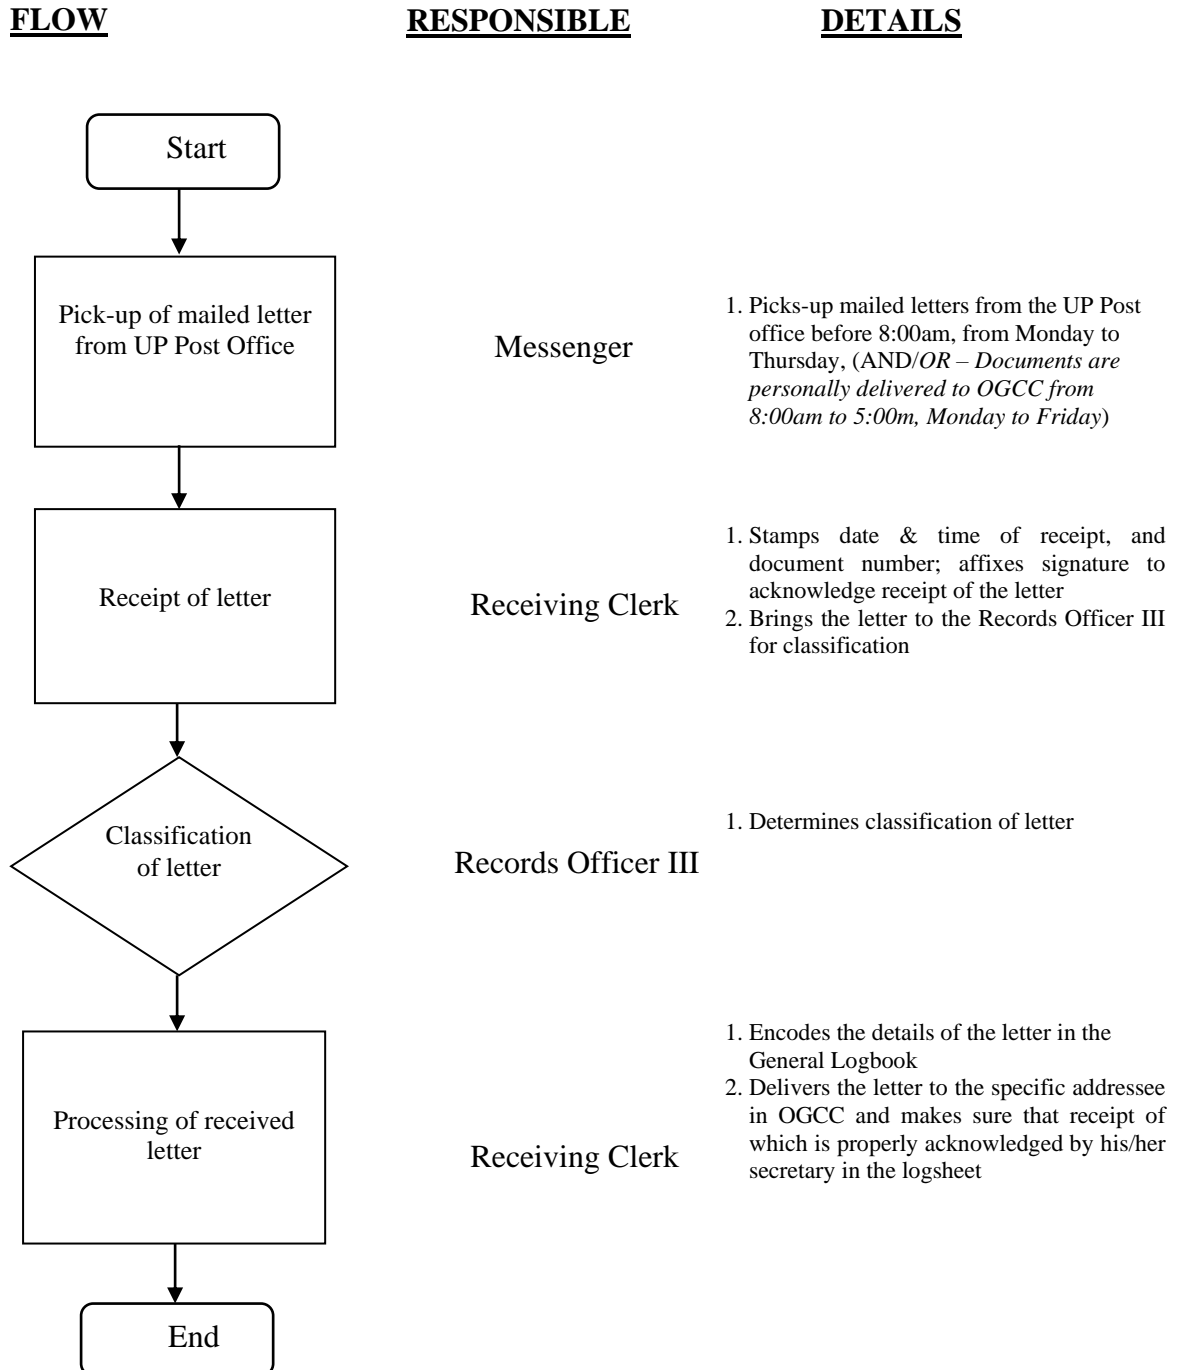 FLOW RESPONSIBLE DETAILS
Start
Pick-up of mailed letter
from UP Post Office
Messenger
1. Picks-up mailed letters from the UP Post
office before 8:00am, from Monday to
Thursday, (AND/OR – Documents are
personally delivered to OGCC from
8:00am to 5:00m, Monday to Friday)
Receipt of letter
Receiving Clerk
1. Stamps date & time of receipt, and
document number; affixes signature to
acknowledge receipt of the letter
2. Brings the letter to the Records Officer III
for classification
Classification
of letter
Records Officer III
1. Determines classification of letter
Processing of received
letter
Receiving Clerk
1. Encodes the details of the letter in the
General Logbook
2. Delivers the letter to the specific addressee
in OGCC and makes sure that receipt of
which is properly acknowledged by his/her
secretary in the logsheet
End